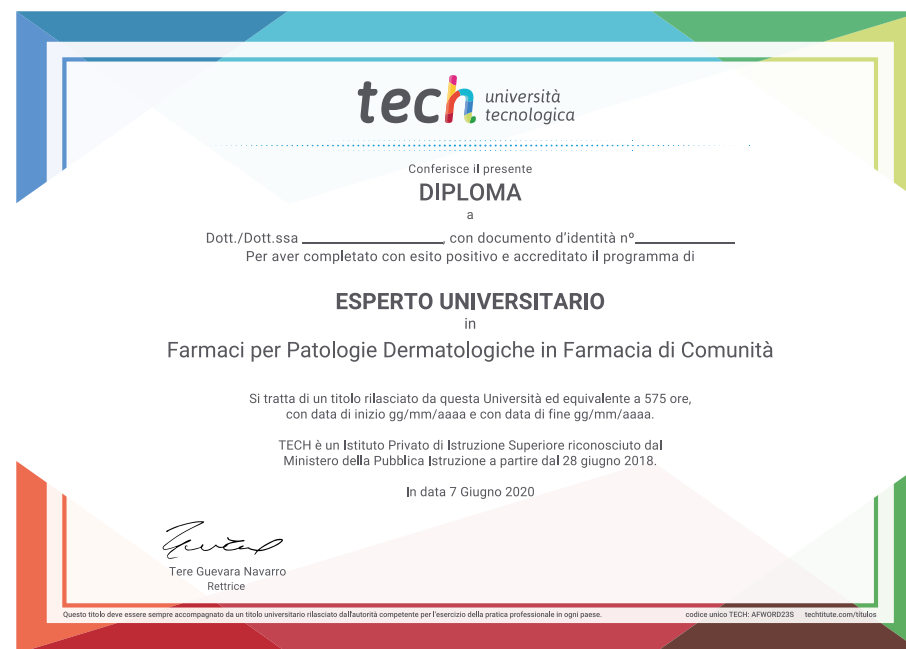 tech università
tecnologica
Conferisce il presente
DIPLOMA
a
Dott./Dott.ssa ____________________, con documento d'identità nº______________
Per aver completato con esito positivo e accreditato il programma di
ESPERTO UNIVERSITARIO
in
Farmaci per Patologie Dermatologiche in Farmacia di Comunità
Si tratta di un titolo rilasciato da questa Università ed equivalente a 575 ore,
con data di inizio gg/mm/aaaa e con data di fine gg/mm/aaaa.
TECH è un Istituto Privato di Istruzione Superiore riconosciuto dal
Ministero della Pubblica Istruzione a partire dal 28 giugno 2018.
In data 7 Giugno 2020
Tere Guevara Navarro
Rettrice
Questo titolo deve essere sempre accompagnato da un titolo universitario rilasciato dall'autorità competente per l'esercizio della pratica professionale in ogni paese. codice unico TECH: AFWORD23S techtitute.com/titulos